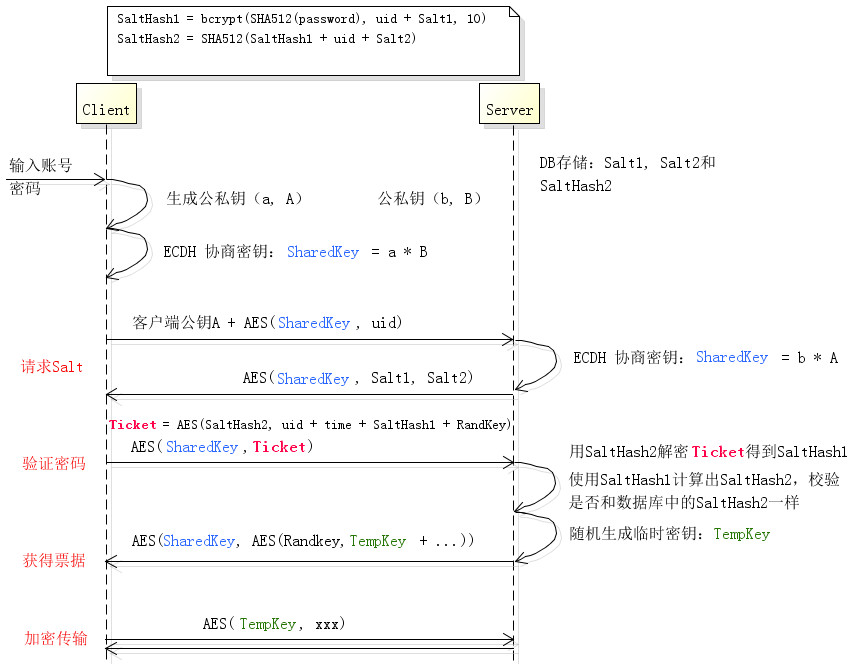 SaltHash1 = bcrypt(SHA512(password), uid + Salt1, 10)
SaltHash2 = SHA512(SaltHash1 + uid + Salt2)
Client
Server
输入账号
密码
DB存储: Salt1, Salt2和
SaltHash2
生成公私钥（a, A）
公私钥（b, B）
ECDH 协商密钥: SharedKey = a * B
客户端公钥A + AES(SharedKey, uid)
请求Salt
ECDH 协商密钥: SharedKey = b * A
AES(SharedKey, Salt1, Salt2)
Ticket = AES(SaltHash2, uid + time + SaltHash1 + RandKey)
AES(SharedKey,Ticket)
验证密码
用SaltHash2解密Ticket得到SaltHash1
使用SaltHash1计算出SaltHash2, 校验
是否和数据库中的SaltHash2一样
随机生成临时密钥: TempKey
AES(SharedKey, AES(Randkey,TempKey + ...))
获得票据
AES(TempKey, xxx)
加密传输